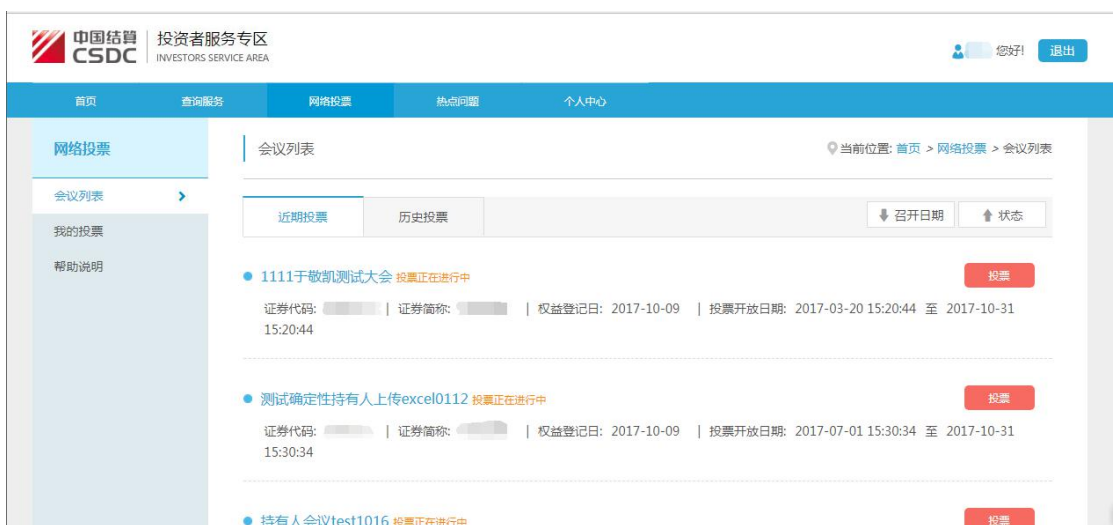 中国结算 投资者服务专区
CSDC INVESTORS SERVICE AREA
您好! 退出
首页 查询服务 网络投票 热点问题 个人中心
网络投票
会议列表
我的投票
帮助说明
会议列表
当前位置: 首页 > 网络投票 > 会议列表
近期投票 历史投票 召开日期 状态
1111于敬凯测试大会 投票正在进行中 投票
证券代码: | 证券简称: | 权益登记日: 2017-10-09 | 投票开放日期: 2017-03-20 15:20:44 至 2017-10-31
15:20:44
测试确定性持有人上传excel0112 投票正在进行中 投票
证券代码: | 证券简称: | 权益登记日: 2017-10-09 | 投票开放日期: 2017-07-01 15:30:34 至 2017-10-31
15:30:34
持有人会议test1016 投票正在进行中 投票